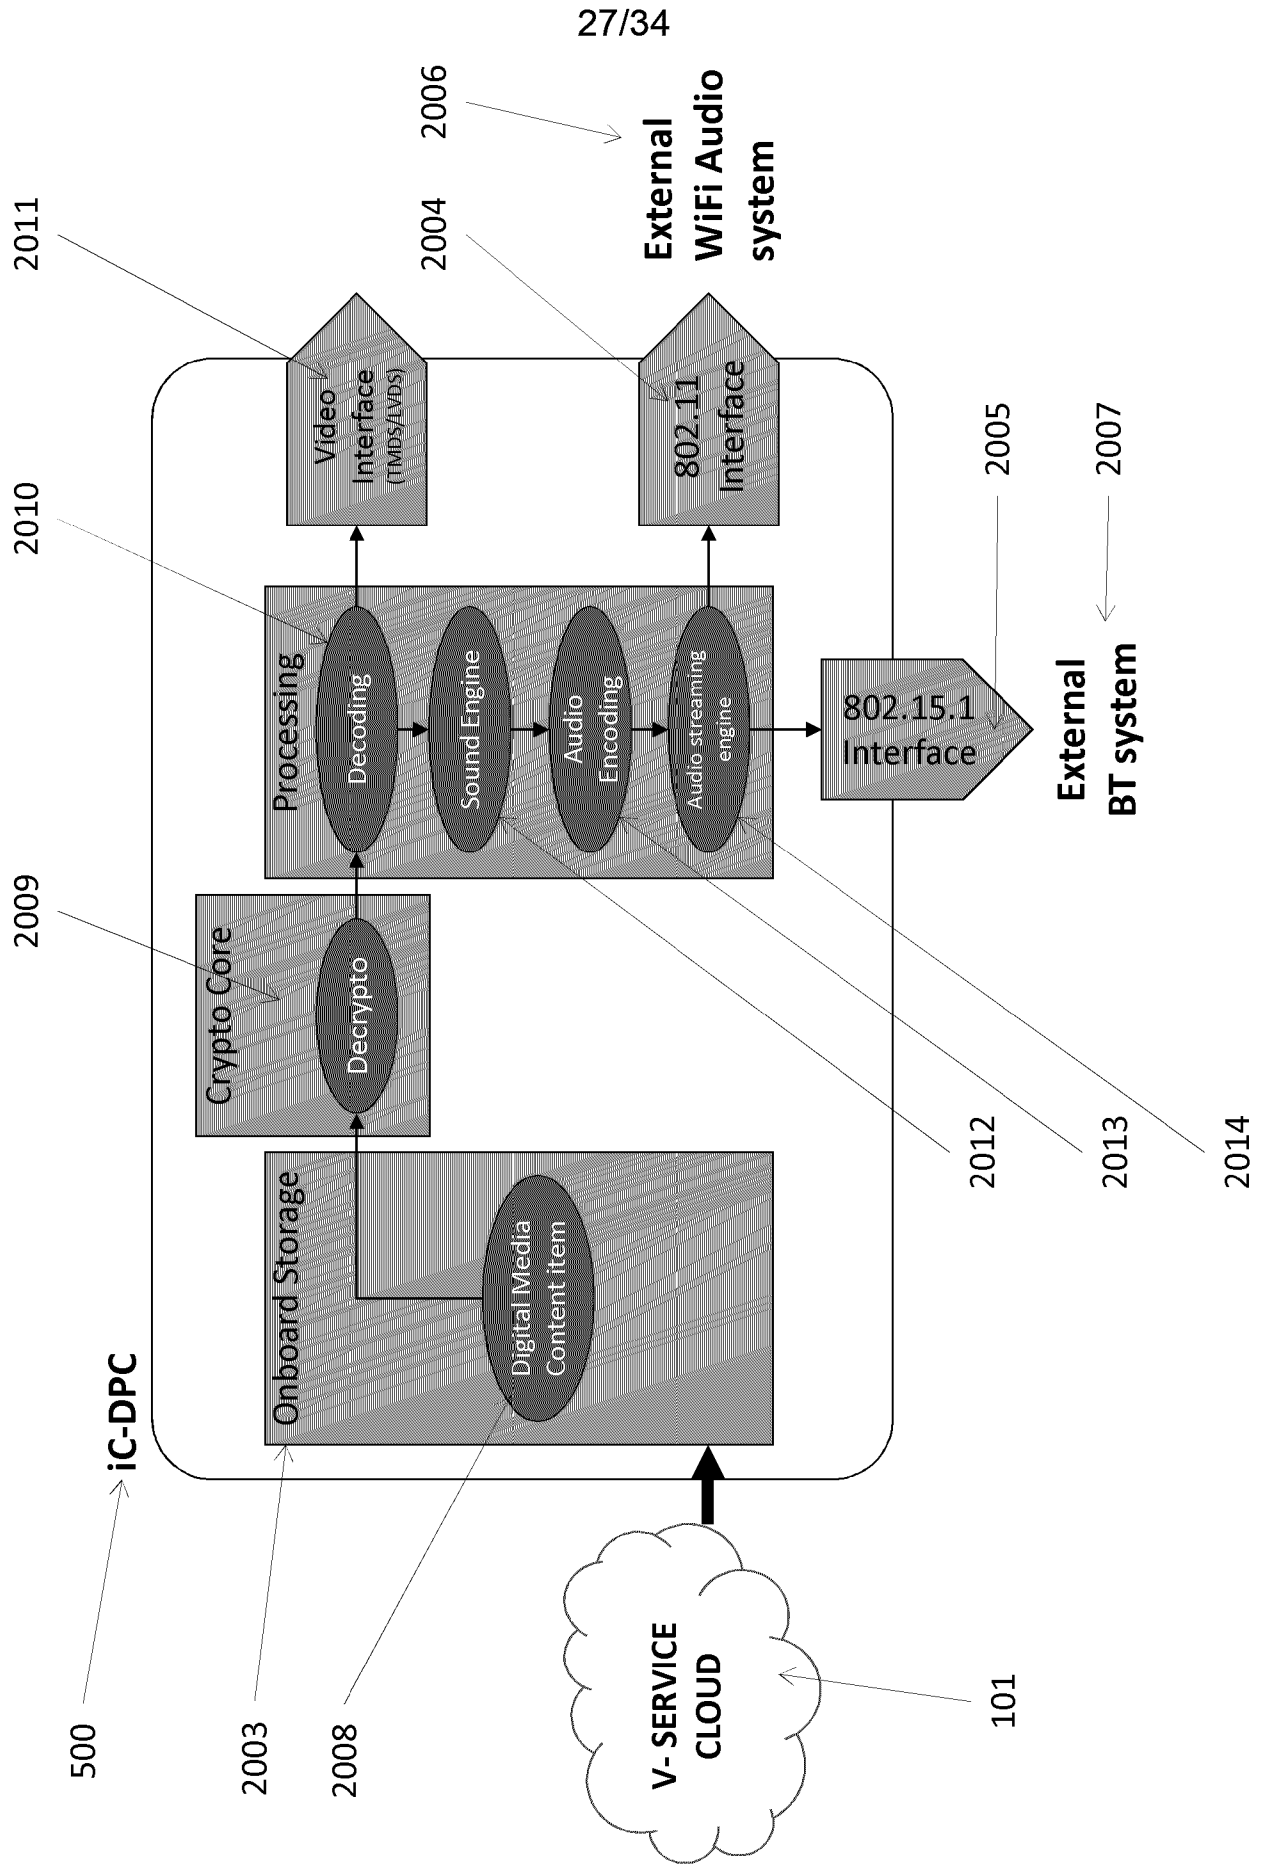 27/34
500
iC-DPC
2003
2008
Onboard Storage
Digital Media
Content item
V- SERVICE
CLOUD
101
2009
Crypto Core
Decrypto
2010
Processing
Decoding
Sound Engine
Audio
Encoding
Audio streaming
engine
2012
2013
2014
2011
Video
Interface
(TMDS/LVDS)
2004
802.11
Interface
2006
External
WiFi Audio
system
802.15.1
Interface
2005
2007
External
BT system